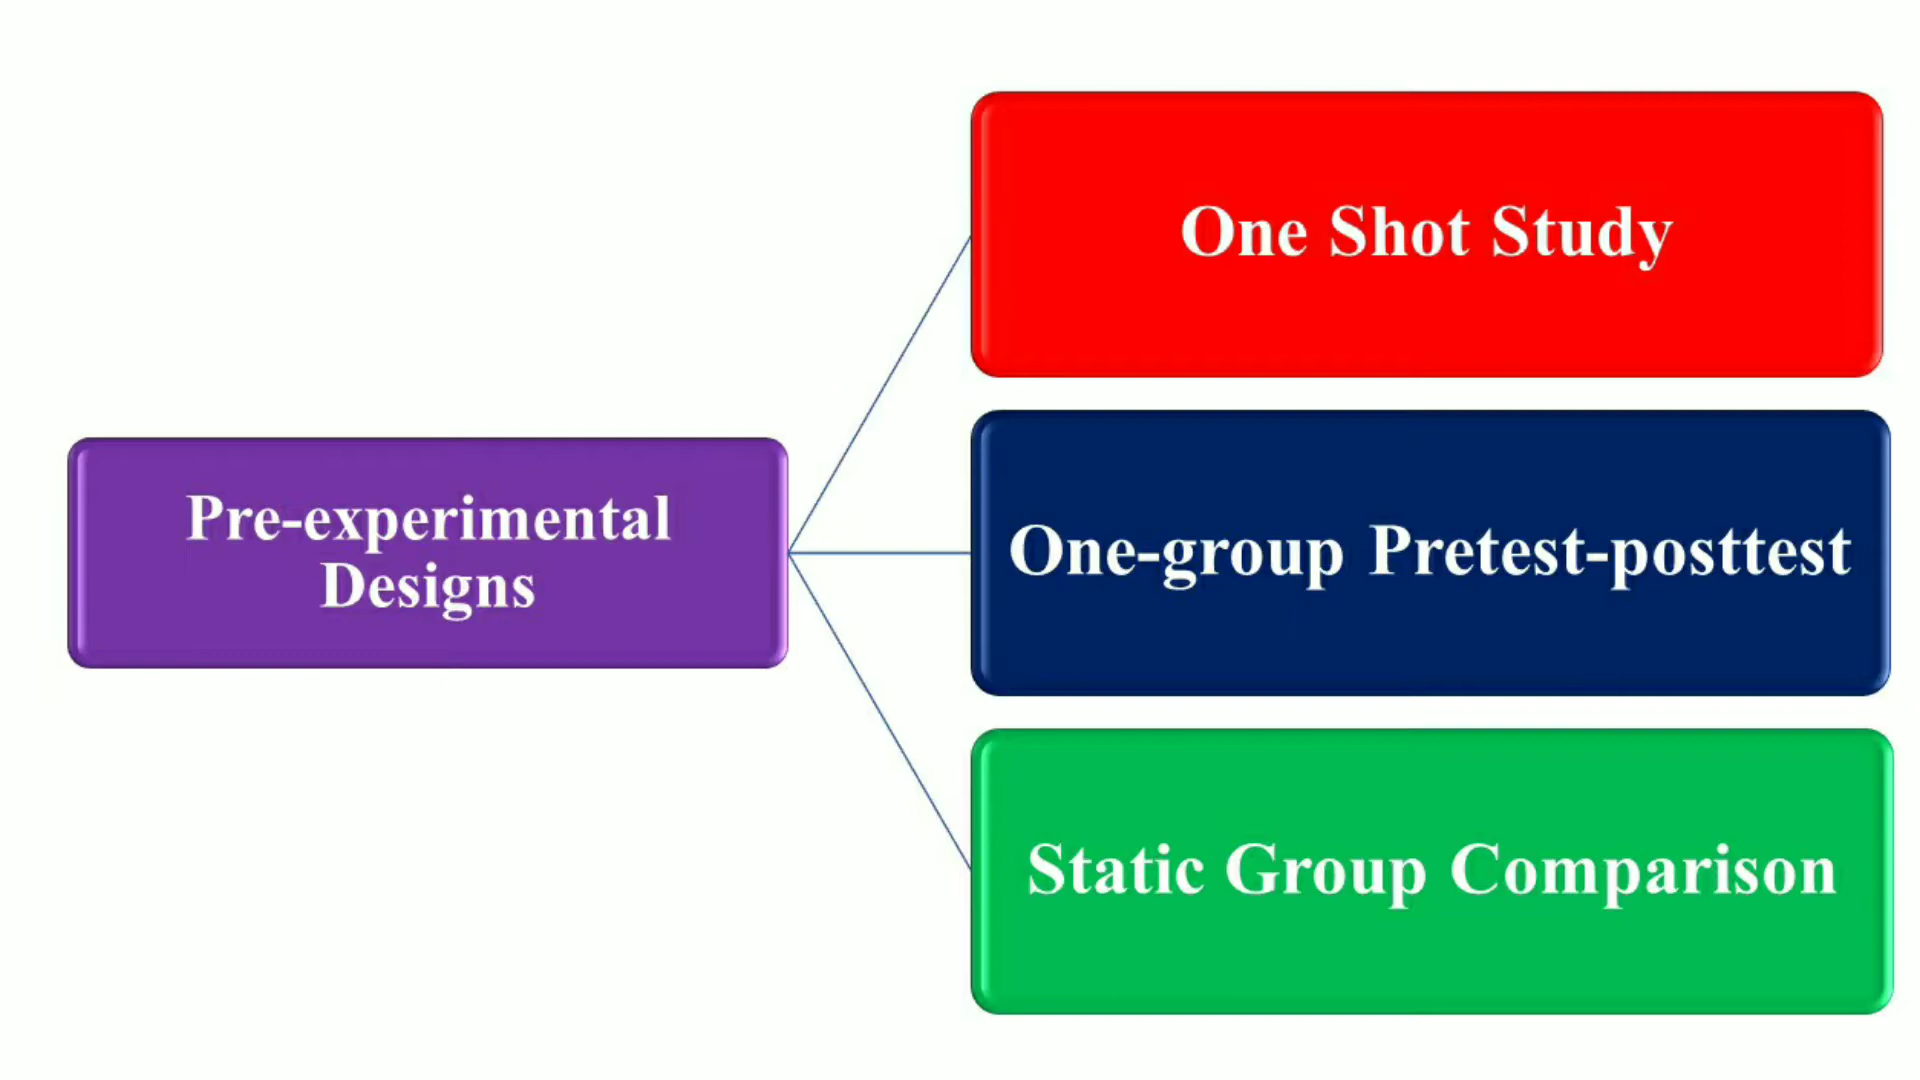 Pre-experimental
Designs
One Shot Study
One-group Pretest-posttest
Static Group Comparison